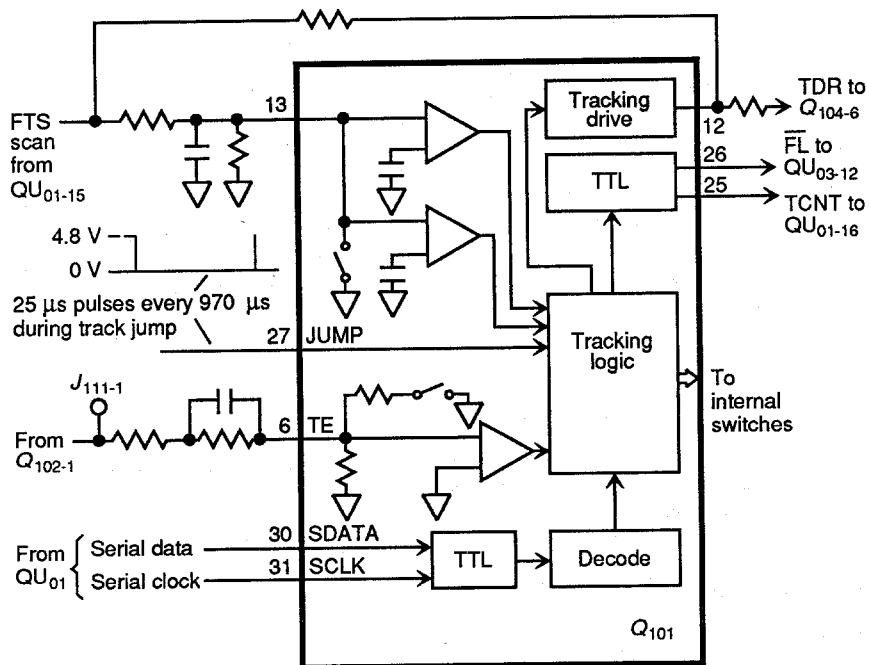 FTS
scan
from
QU01-15
13
Tracking
drive
12
TDR to
Q104-6
26
FL to
QU03-12
TTL
25
TCNT to
QU01-16
4.8 V
0 V
25 μs pulses every 970 μs
during track jump
27
JUMP
Tracking
logic
To
internal
switches
J111-1
From
Q102-1
6
TE
From
QU01
Serial data
30
SDATA
Serial clock
31
SCLK
TTL
Decode
Q101